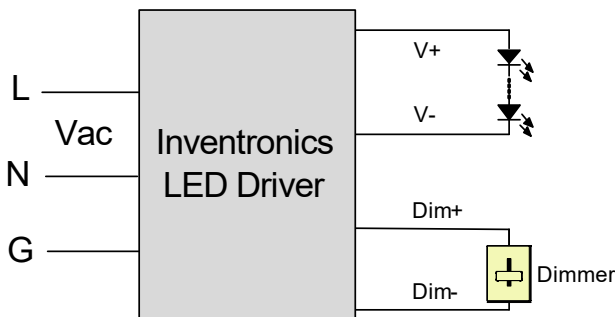 L
Vac
N
G
Inventronics
LED Driver
V+
V-
Dim+
Dim-
Dimmer